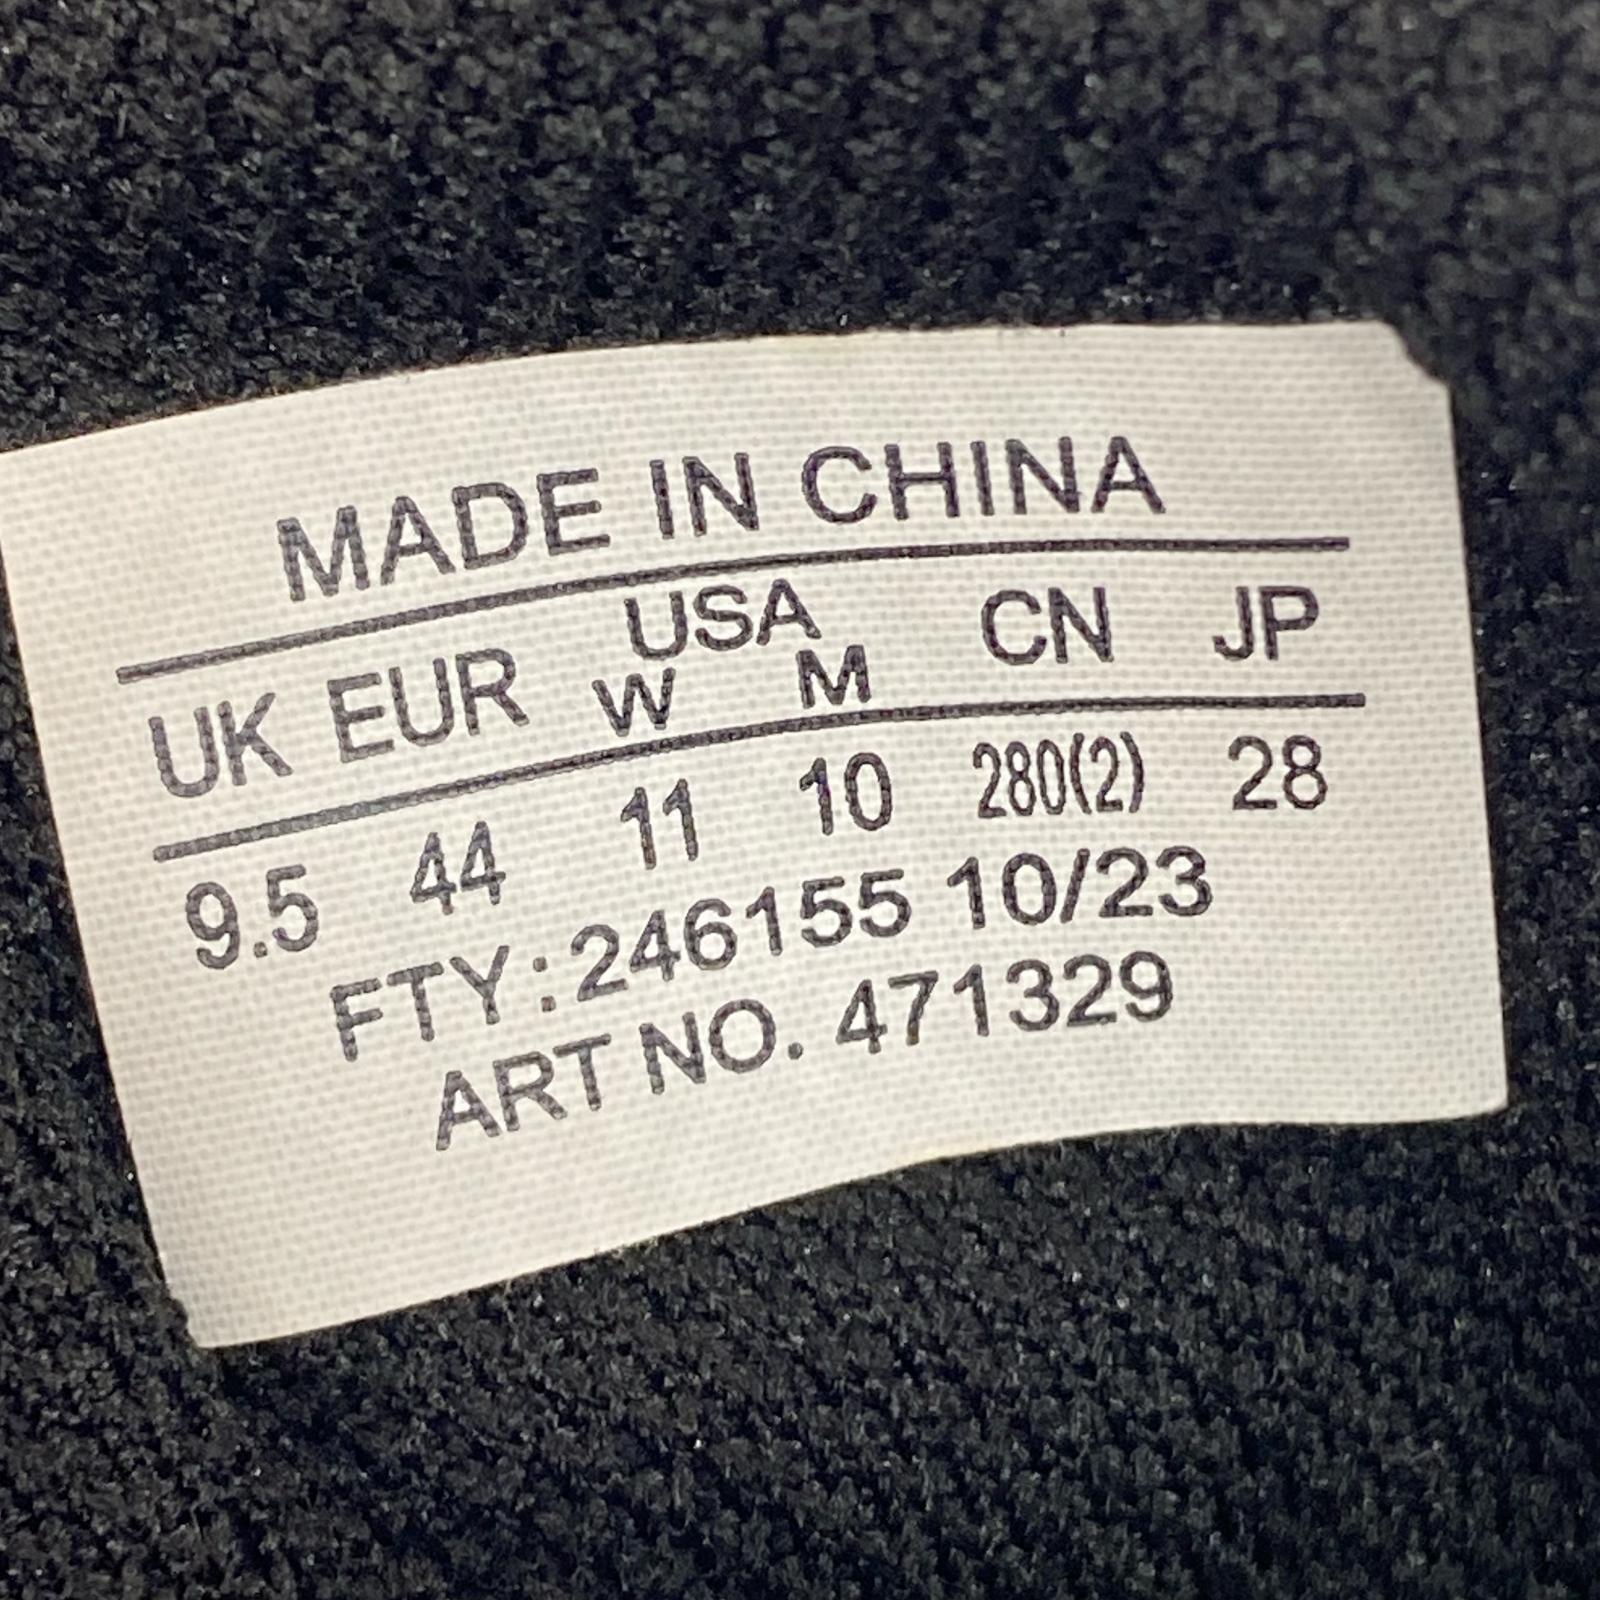 MADE IN CHINA
USA
UK EUR W M CN JP
9.5 44 11 10 280(2) 28
FTY:246155 10/23
ART NO. 471329